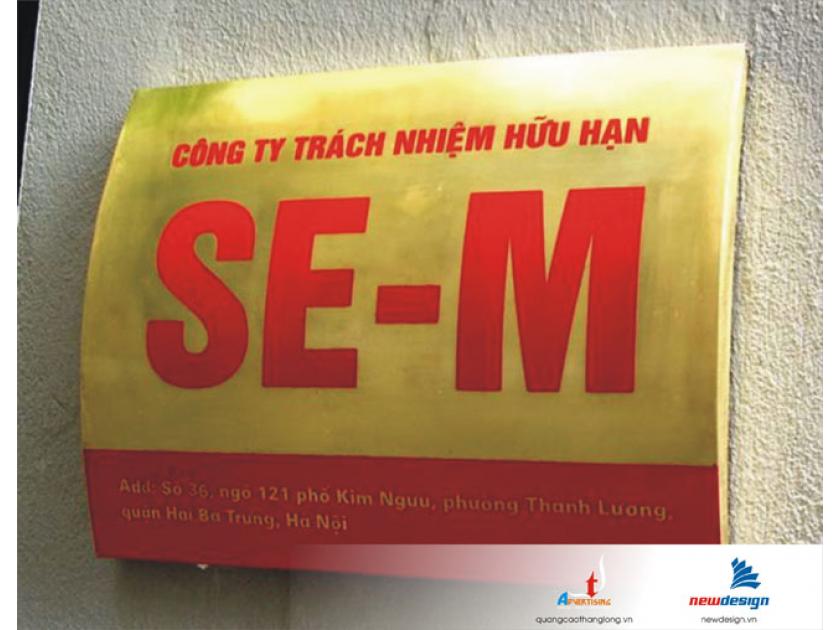 CÔNG TY TRÁCH NHIỆM HỮU HẠN
SE-M
Add: Số 36, ngõ 121 phố Kim Ngưu, phường Thanh Lương,
quận Hai Bà Trưng, Hà Nội
ADVERTISING
quangcaothanglong.vn
newdesign
newdesign.vn